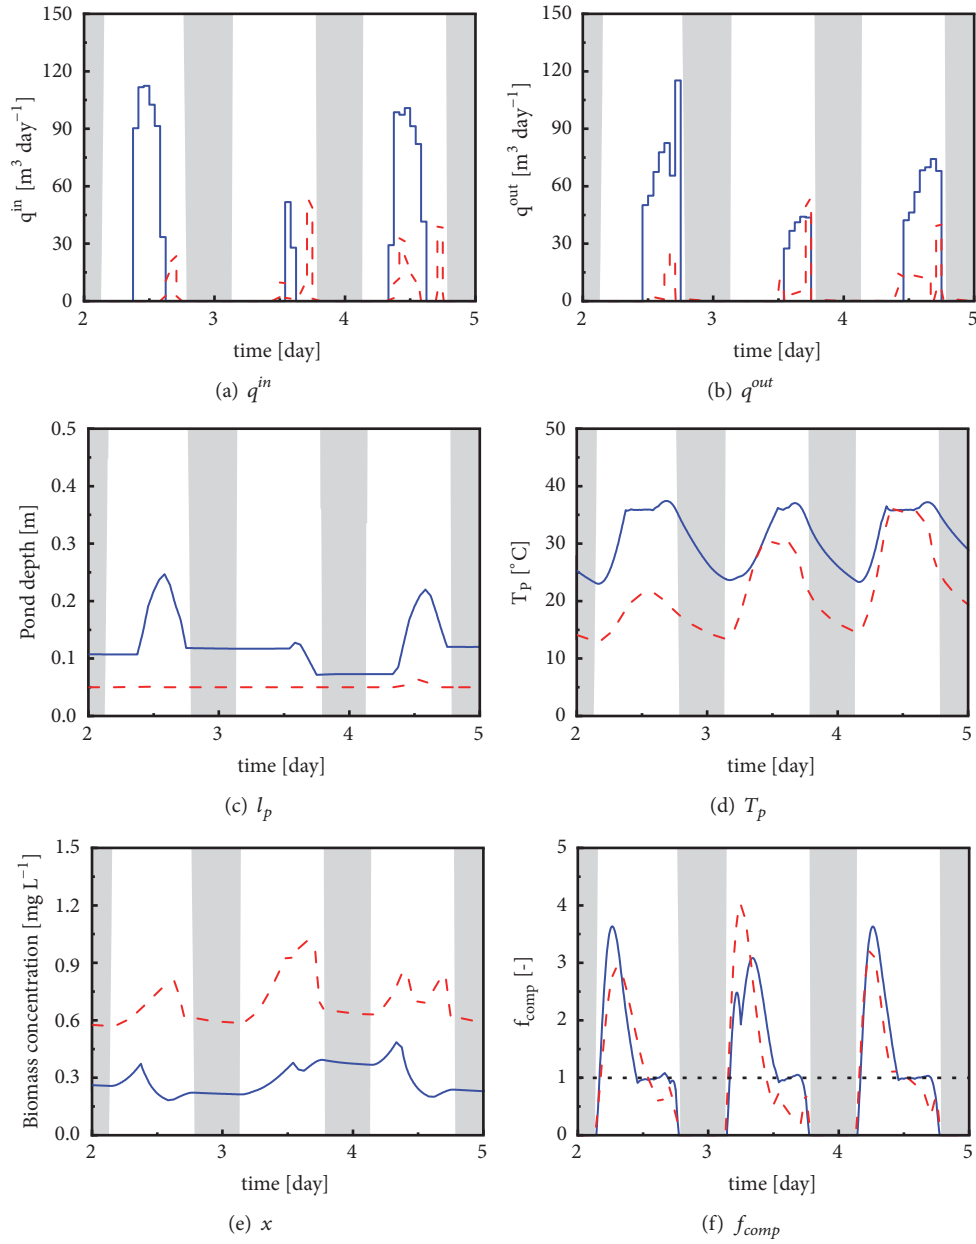 150
120
90
60
30
0
q^in [m³ day⁻¹]
2 3 4 5
time [day]
(a) q^in
150
120
90
60
30
0
q^out [m³ day⁻¹]
2 3 4 5
time [day]
(b) q^out
0.5
0.4
0.3
0.2
0.1
0.0
Pond depth [m]
2 3 4 5
time [day]
(c) l_p
50
40
30
20
10
0
T_P [°C]
2 3 4 5
time [day]
(d) T_p
1.5
1.2
0.9
0.6
0.3
0.0
Biomass concentration [mg L⁻¹]
2 3 4 5
time [day]
(e) x
5
4
3
2
1
0
f_comp [-]
2 3 4 5
time [day]
(f) f_comp